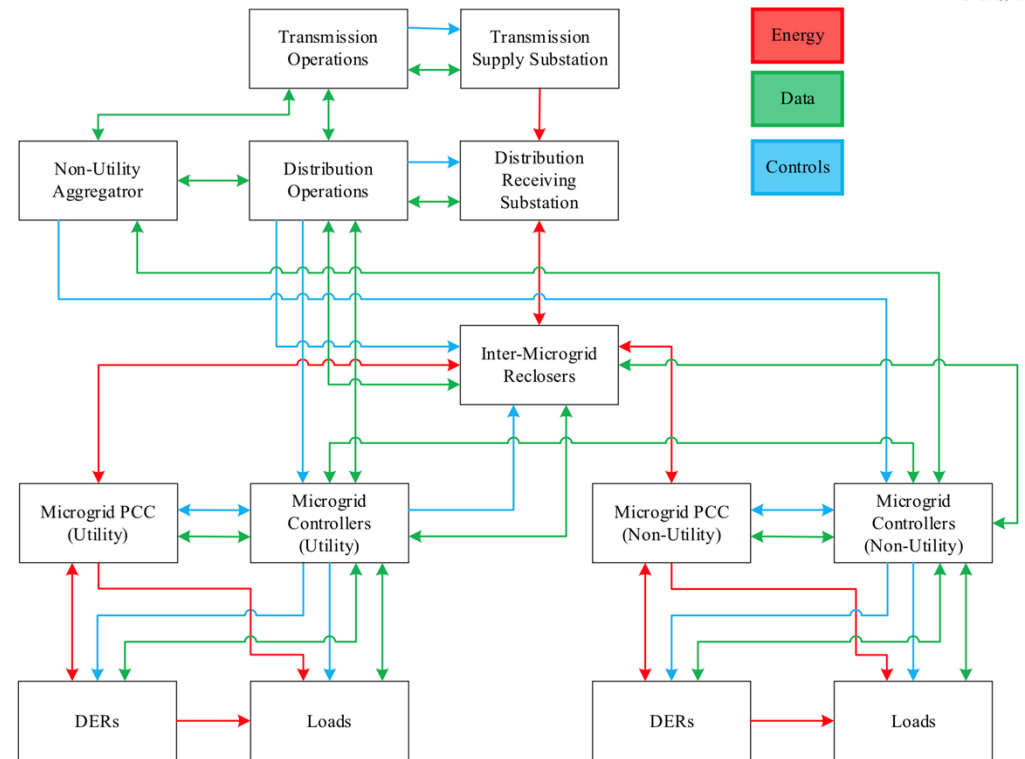 Transmission
Operations
Transmission
Supply Substation
Energy
Data
Non-Utility
Aggregatror
Distribution
Operations
Distribution
Receiving
Substation
Controls
Inter-Microgrid
Reclosers
Microgrid PCC
(Utility)
Microgrid
Controllers
(Utility)
Microgrid PCC
(Non-Utility)
Microgrid
Controllers
(Non-Utility)
DERs
Loads
DERs
Loads